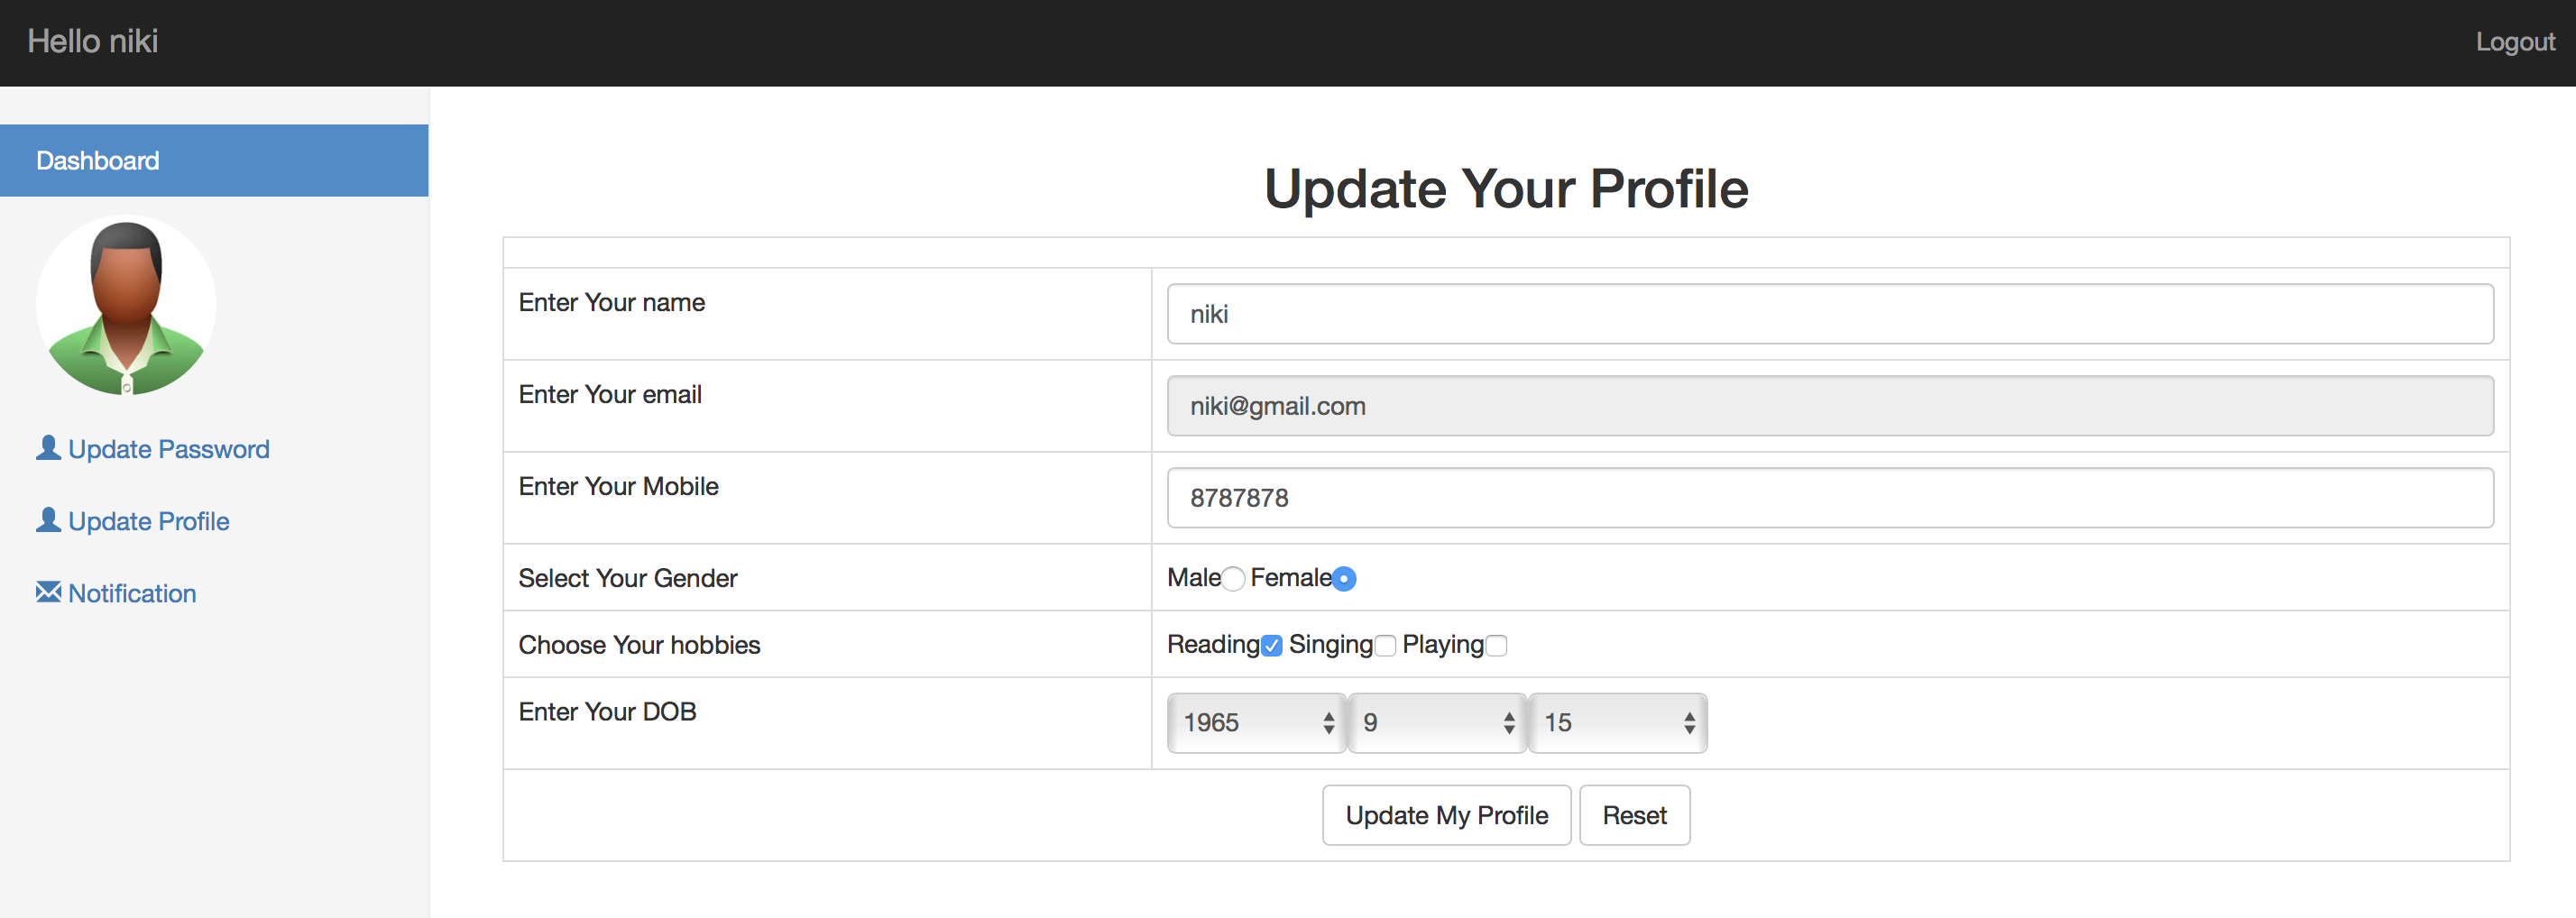 Hello niki
Logout
Dashboard
Update Password
Update Profile
Notification
Update Your Profile
Enter Your name
niki
Enter Your email
niki@gmail.com
Enter Your Mobile
8787878
Select Your Gender
Male Female
Choose Your hobbies
Reading Singing Playing
Enter Your DOB
1965 9 15
Update My Profile Reset